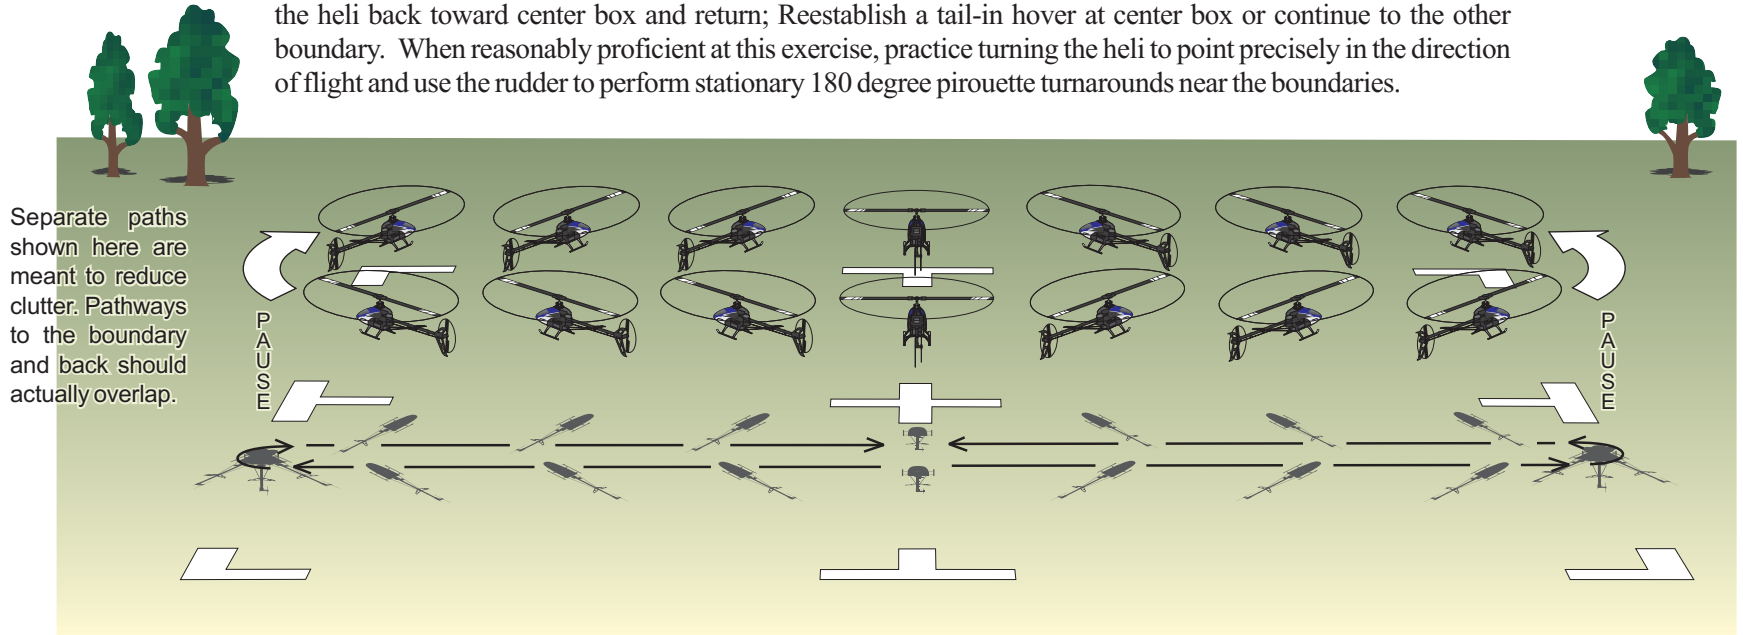 the heli back toward center box and return; Reestablish a tail-in hover at center box or continue to the other
boundary.  When reasonably proficient at this exercise, practice turning the heli to point precisely in the direction
of flight and use the rudder to perform stationary 180 degree pirouette turnarounds near the boundaries.
Separate paths
shown here are
meant to reduce
clutter. Pathways
to the boundary
and back should
actually overlap.
PAUSE
PAUSE